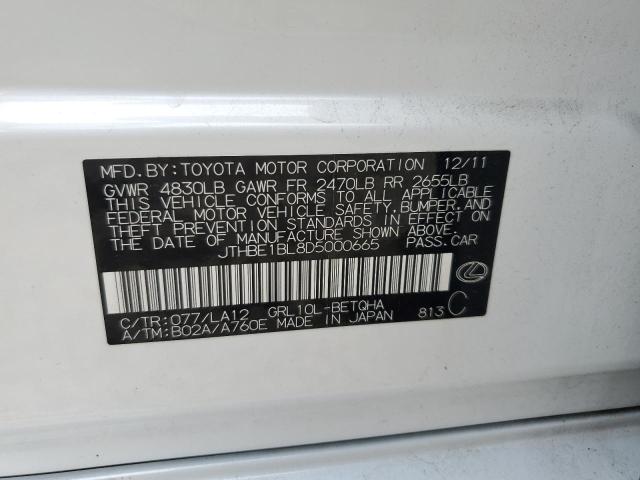 MFD.BY:TOYOTA MOTOR CORPORATION 12/11
GVWR 4830LB GAWR FR 2470LB RR 2655LB
THIS VEHICLE CONFORMS TO ALL APPLICABLE
FEDERAL MOTOR VEHICLE SAFETY,BUMPER,AND
THEFT PREVENTION STANDARDS IN EFFECT ON
THE DATE OF MANUFACTURE SHOWN ABOVE.
JTHBE1BL8D5000665 PASS.CAR
C/TR:077/LA12 GRL10L-BETQHA
A/TM:B02A/A760E MADE IN JAPAN 813 C